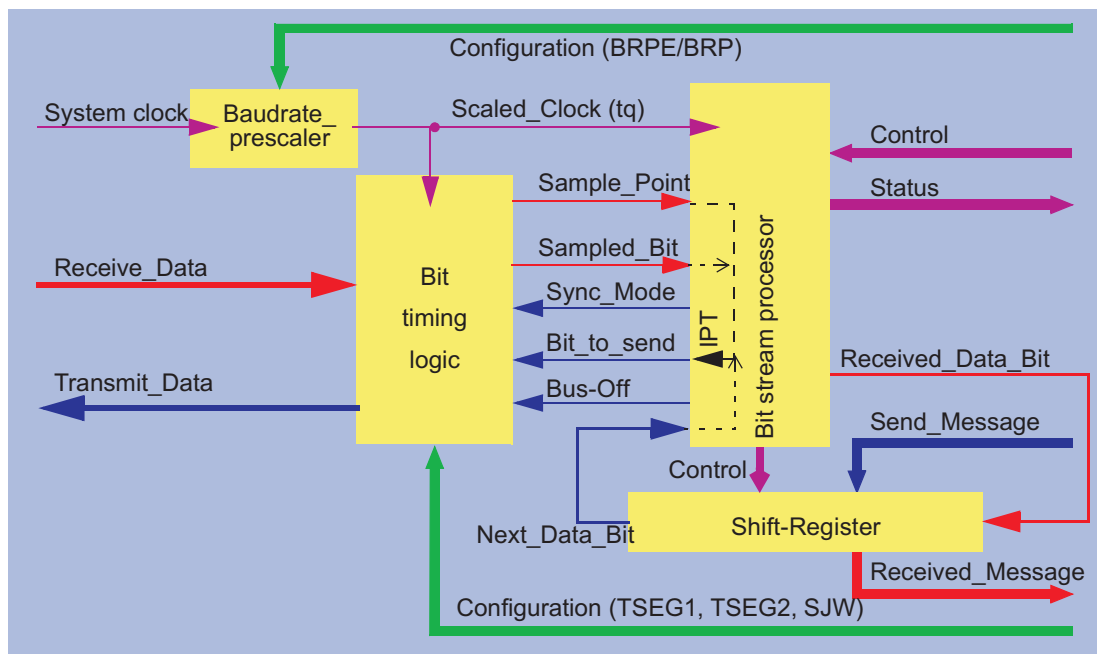 Configuration (BRPE/BRP)
System clock
Baudrate_
prescaler
Scaled_Clock (tq)
Control
Status
Sample_Point
Sampled_Bit
Receive_Data
Bit
timing
logic
Sync_Mode
Bit_to_send
Bus-Off
IPT
Bit stream processor
Transmit_Data
Received_Data_Bit
Send_Message
Control
Next_Data_Bit
Shift-Register
Received_Message
Configuration (TSEG1, TSEG2, SJW)